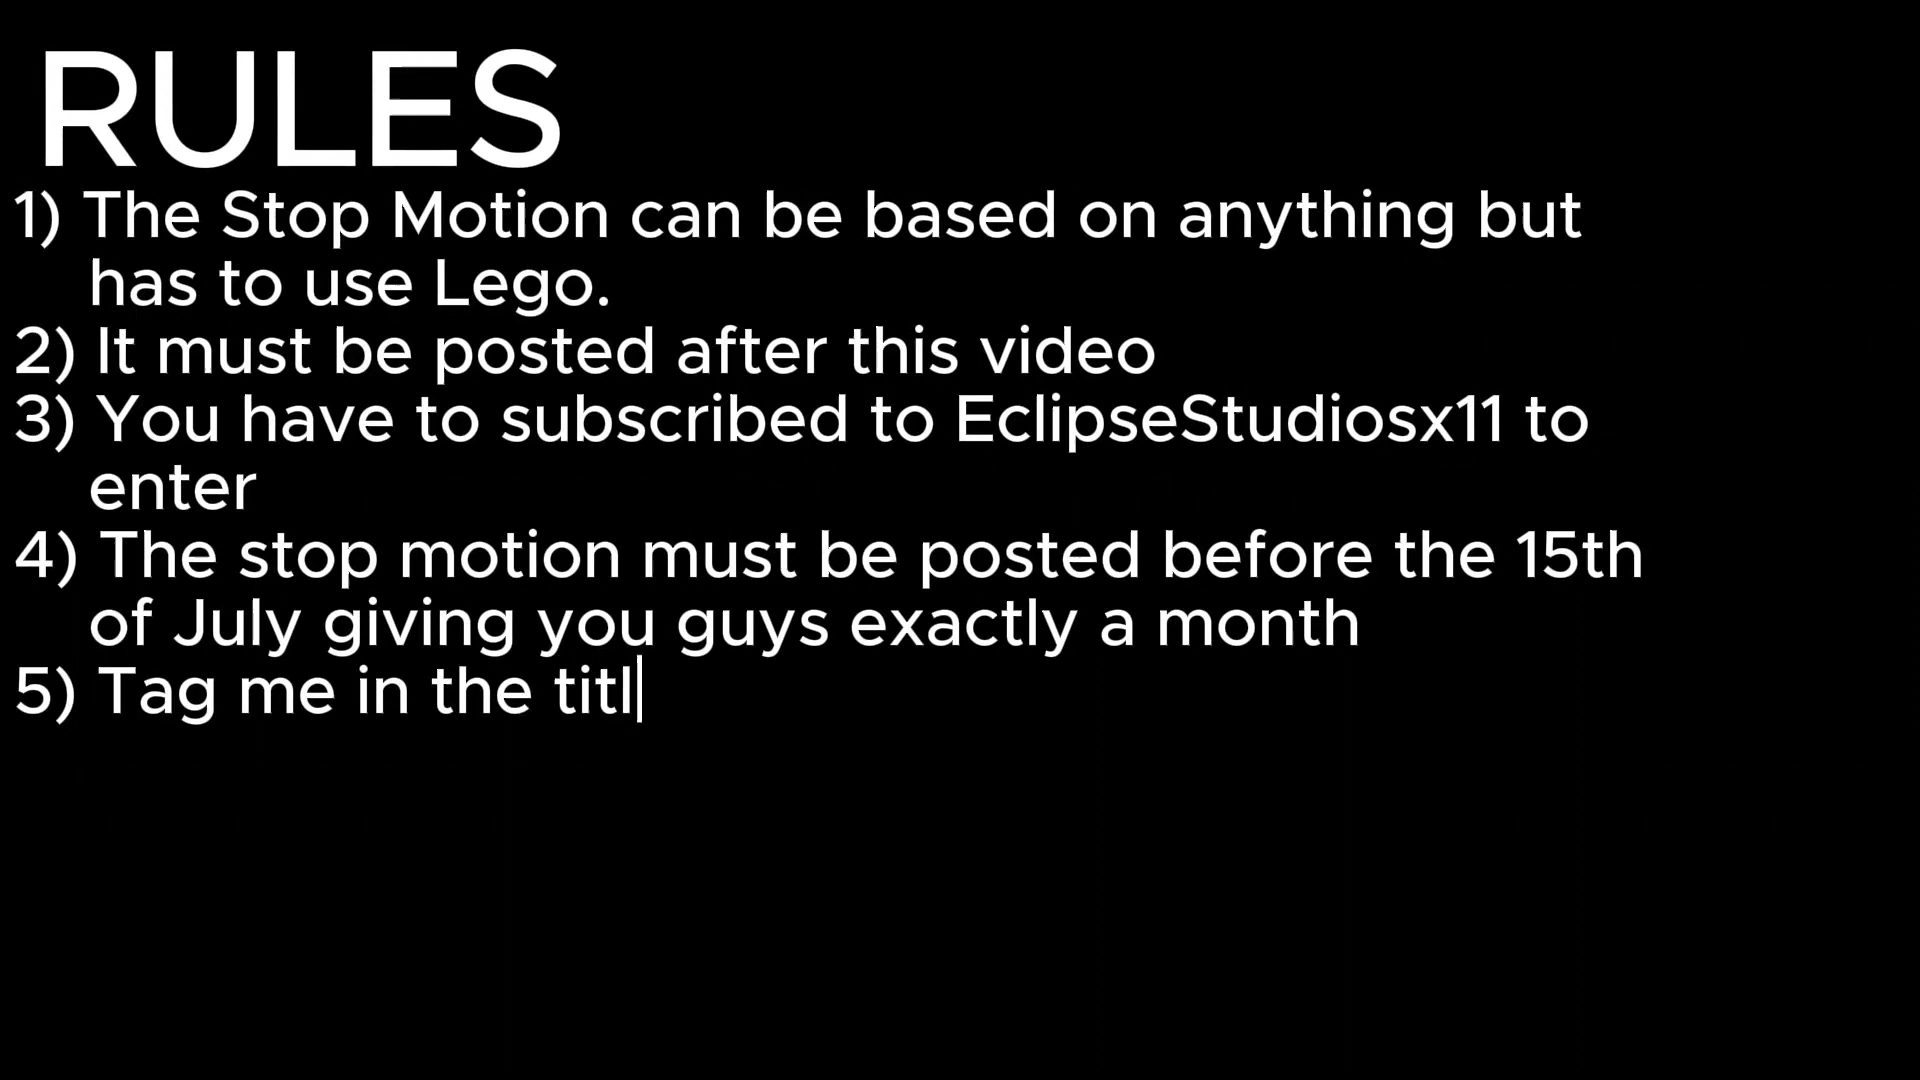 RULES
1) The Stop Motion can be based on anything but
has to use Lego.
2) It must be posted after this video
3) You have to subscribed to EclipseStudiosx11 to
enter
4) The stop motion must be posted before the 15th
of July giving you guys exactly a month
5) Tag me in the titl